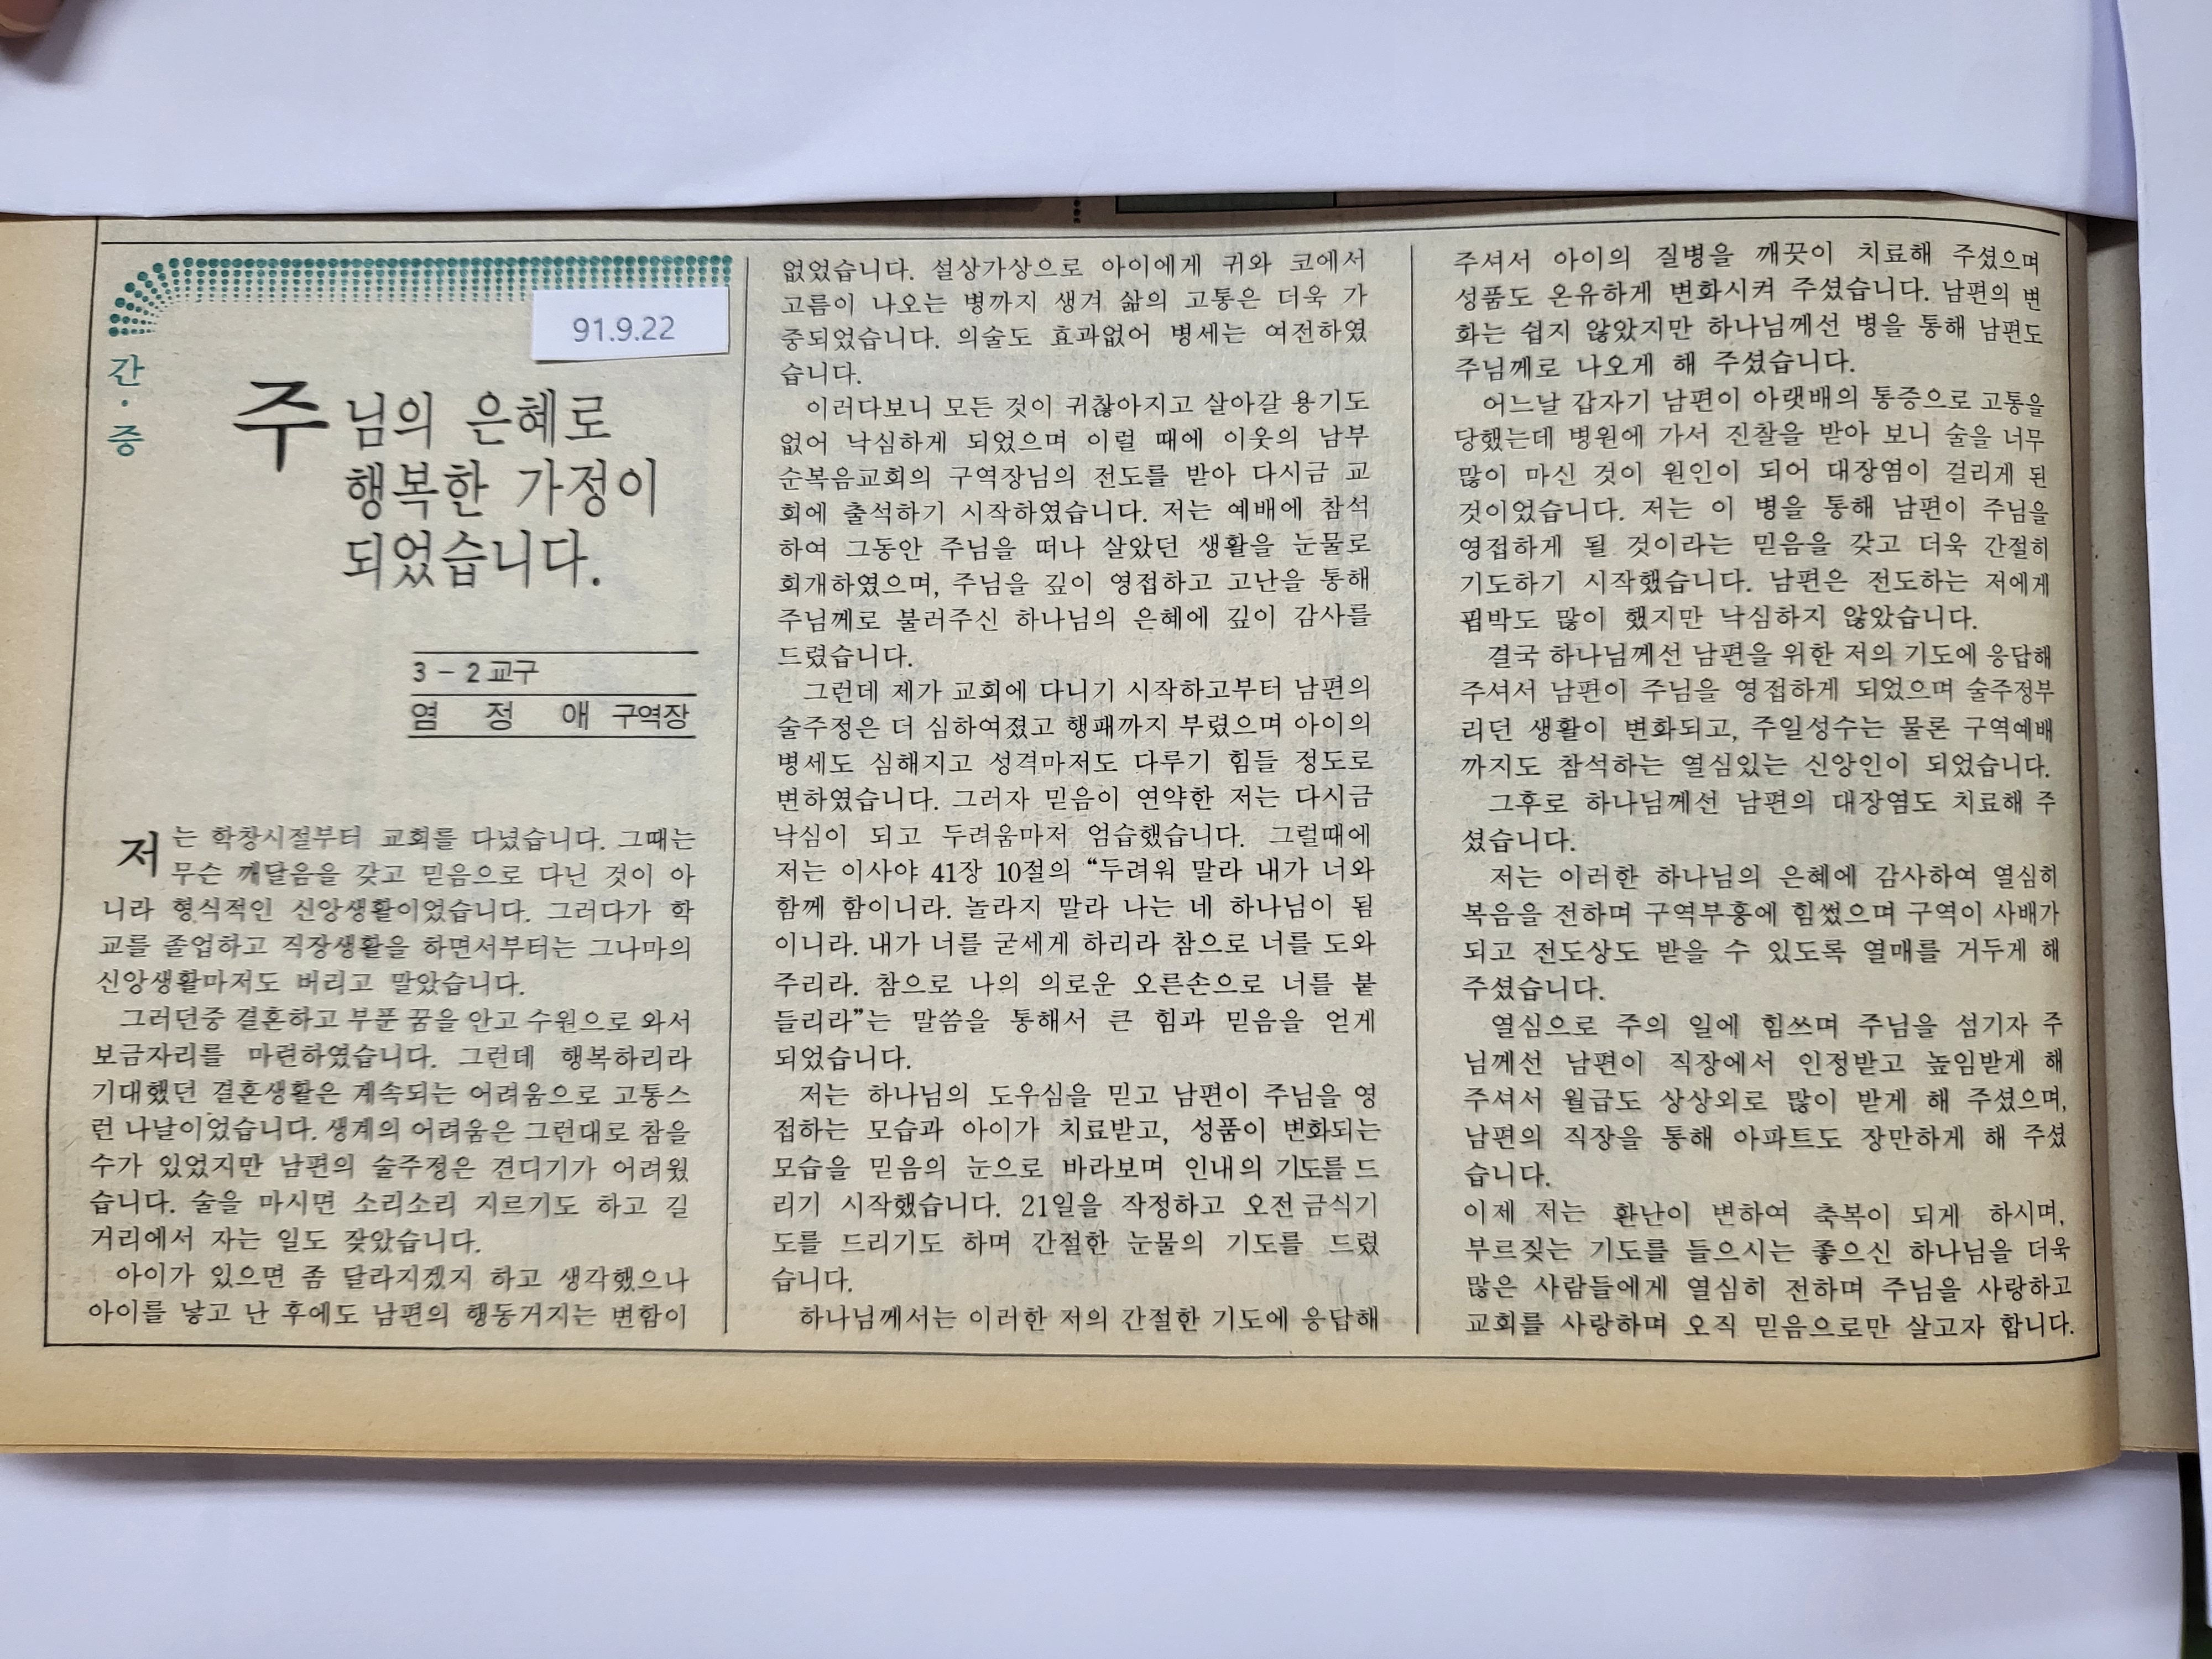 91.9.22
간·증
주님의 은혜로
행복한 가정이
되었습니다.
3-2교구
염정애 구역장
저는 학창시절부터 교회를 다녔습니다. 그때는
무슨 깨달음을 갖고 믿음으로 다닌 것이 아
니라 형식적인 신앙생활이었습니다. 그러다가 학
교를 졸업하고 직장생활을 하면서부터는 그나마의
신앙생활마저도 버리고 말았습니다.
그러던중 결혼하고 부푼 꿈을 안고 수원으로 와서
보금자리를 마련하였습니다. 그런데 행복하리라
기대했던 결혼생활은 계속되는 어려움으로 고통스
런 나날이었습니다. 생계의 어려움은 그런대로 참을
수가 있었지만 남편의 술주정은 견디기가 어려웠
습니다. 술을 마시면 소리소리 지르기도 하고 길
거리에서 자는 일도 잦았습니다.
아이가 있으면 좀 달라지겠지 하고 생각했으나
아이를 낳고 난 후에도 남편의 행동거지는 변함이
없었습니다. 설상가상으로 아이에게 귀와 코에서
고름이 나오는 병까지 생겨 삶의 고통은 더욱 가
중되었습니다. 의술도 효과없어 병세는 여전하였
습니다.
이러다보니 모든 것이 귀찮아지고 살아갈 용기도
없어 낙심하게 되었으며 이럴 때에 이웃의 남부
순복음교회의 구역장님의 전도를 받아 다시금 교
회에 출석하기 시작하였습니다. 저는 예배에 참석
하여 그동안 주님을 떠나 살았던 생활을 눈물로
회개하였으며, 주님을 깊이 영접하고 고난을 통해
주님께로 불러주신 하나님의 은혜에 깊이 감사를
드렸습니다.
그런데 제가 교회에 다니기 시작하고부터 남편의
술주정은 더 심하여졌고 행패까지 부렸으며 아이의
병세도 심해지고 성격마저도 다루기 힘들 정도로
변하였습니다. 그러자 믿음이 연약한 저는 다시금
낙심이 되고 두려움마저 엄습했습니다. 그럴때에
저는 이사야 41장 10절의 “두려워 말라 내가 너와
함께 함이니라. 놀라지 말라 나는 네 하나님이 됨
이니라. 내가 너를 굳세게 하리라 참으로 너를 도와
주리라. 참으로 나의 의로운 오른손으로 너를 붙
들리라”는 말씀을 통해서 큰 힘과 믿음을 얻게
되었습니다.
저는 하나님의 도우심을 믿고 남편이 주님을 영
접하는 모습과 아이가 치료받고, 성품이 변화되는
모습을 믿음의 눈으로 바라보며 인내의 기도를 드
리기 시작했습니다. 21일을 작정하고 오전 금식기
도를 드리기도 하며 간절한 눈물의 기도를 드렸
습니다.
하나님께서는 이러한 저의 간절한 기도에 응답해
주셔서 아이의 질병을 깨끗이 치료해 주셨으며
성품도 온유하게 변화시켜 주셨습니다. 남편의 변
화는 쉽지 않았지만 하나님께선 병을 통해 남편도
주님께로 나오게 해 주셨습니다.
어느날 갑자기 남편이 아랫배의 통증으로 고통을
당했는데 병원에 가서 진찰을 받아 보니 술을 너무
많이 마신 것이 원인이 되어 대장염이 걸리게 된
것이었습니다. 저는 이 병을 통해 남편이 주님을
영접하게 될 것이라는 믿음을 갖고 더욱 간절히
기도하기 시작했습니다. 남편은 전도하는 저에게
핍박도 많이 했지만 낙심하지 않았습니다.
결국 하나님께선 남편을 위한 저의 기도에 응답해
주셔서 남편이 주님을 영접하게 되었으며 술주정부
리던 생활이 변화되고, 주일성수는 물론 구역예배
까지도 참석하는 열심있는 신앙인이 되었습니다.
그후로 하나님께선 남편의 대장염도 치료해 주
셨습니다.
저는 이러한 하나님의 은혜에 감사하여 열심히
복음을 전하며 구역부흥에 힘썼으며 구역이 사배가
되고 전도상도 받을 수 있도록 열매를 거두게 해
주셨습니다.
열심으로 주의 일에 힘쓰며 주님을 섬기자 주
님께선 남편이 직장에서 인정받고 높임받게 해
주셔서 월급도 상상외로 많이 받게 해 주셨으며,
남편의 직장을 통해 아파트도 장만하게 해 주셨
습니다.
이제 저는 환난이 변하여 축복이 되게 하시며,
부르짖는 기도를 들으시는 좋으신 하나님을 더욱
많은 사람들에게 열심히 전하며 주님을 사랑하고
교회를 사랑하며 오직 믿음으로만 살고자 합니다.